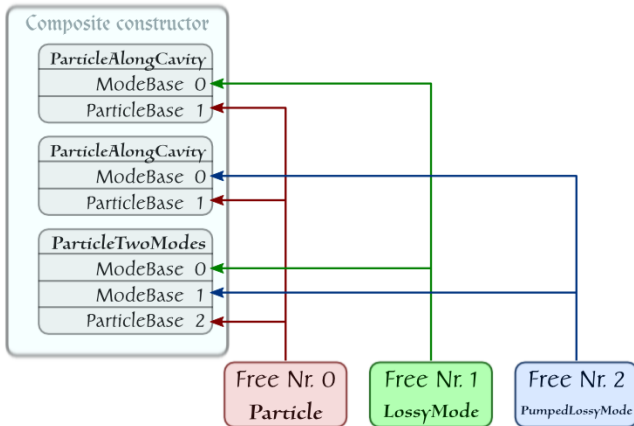 Composite constructor
ParticleAlongCavity
ModeBase 0
ParticleBase 1
ParticleAlongCavity
ModeBase 0
ParticleBase 1
ParticleTwoModes
ModeBase 0
ModeBase 1
ParticleBase 2
Free Nr. 0
Particle
Free Nr. 1
LossyMode
Free Nr. 2
PumpedLossyMode